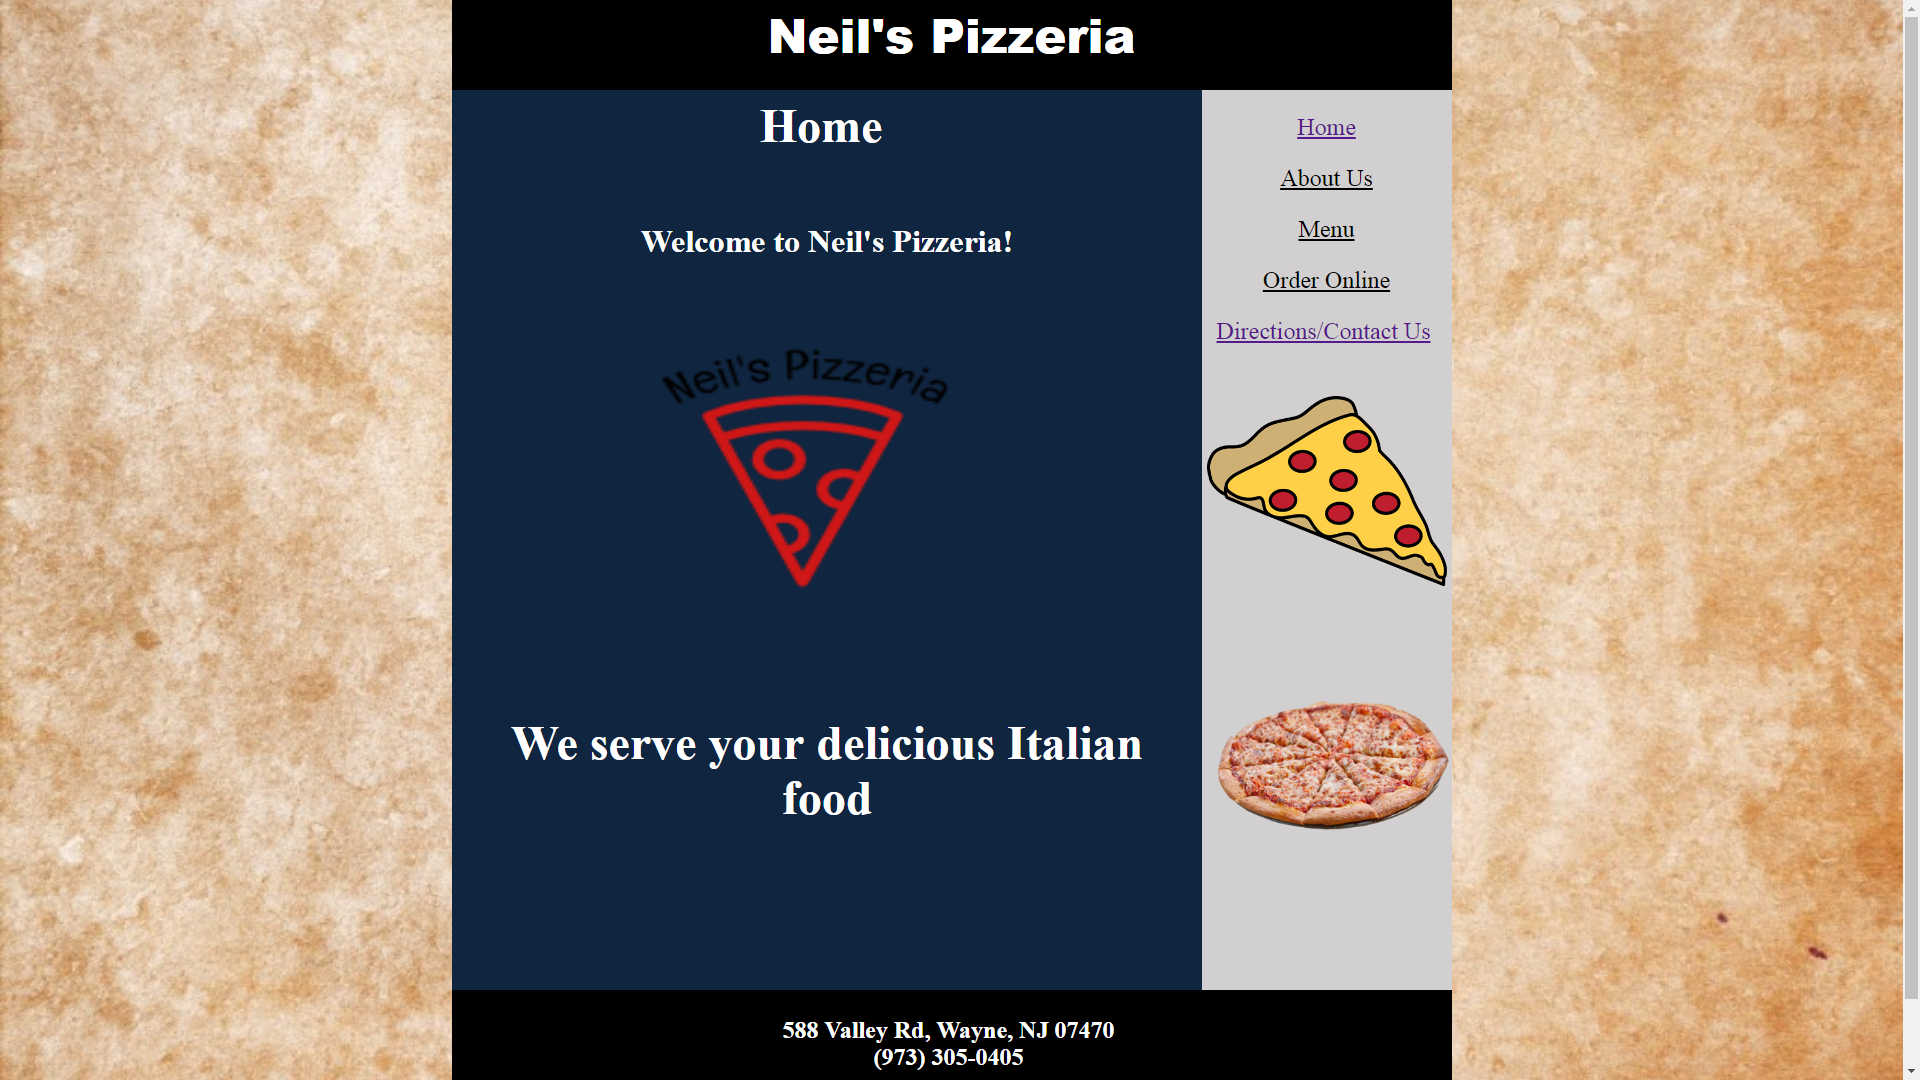 Neil's Pizzeria
Home
Welcome to Neil's Pizzeria!
Neil's Pizzeria
We serve your delicious Italian
food
Home
About Us
Menu
Order Online
Directions/Contact Us
588 Valley Rd, Wayne, NJ 07470
(973) 305-0405